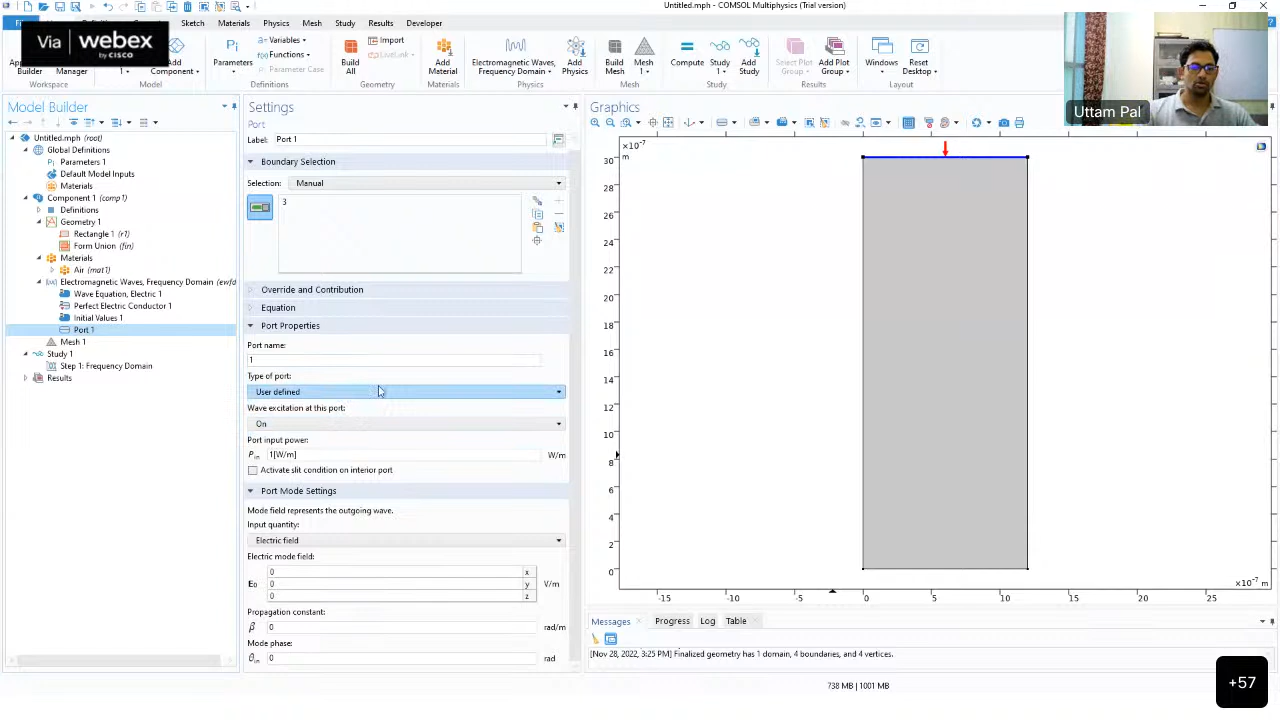 Untitled.mph - COMSOL Multiphysics (Trial version)
Sketch Materials Physics Mesh Study Results Developer
Via webex
by CISCO
Builder
Manager
1
Component
Parameters
Variables
Functions
Parameter Case
Build
All
Import
LiveLink
Add
Material
Electromagnetic Waves,
Frequency Domain
Add
Physics
Build
Mesh
Mesh
1
Compute
Study
1
Add
Study
Select Plot
Group
Add Plot
Group
Windows
Reset
Desktop
Workspace Model Definitions Geometry Materials Physics Mesh Study Results Layout
Uttam Pal
Model Builder
Untitled.mph (root)
Global Definitions
Parameters 1
Default Model Inputs
Materials
Component 1 (comp1)
Definitions
Geometry 1
Rectangle 1 (r1)
Form Union (fin)
Materials
Air (mat1)
Electromagnetic Waves, Frequency Domain (ewfd
Wave Equation, Electric 1
Perfect Electric Conductor 1
Initial Values 1
Port 1
Mesh 1
Study 1
Step 1: Frequency Domain
Results
Settings
Port
Label: Port 1
Boundary Selection
Selection: Manual
3
Override and Contribution
Equation
Port Properties
Port name:
1
Type of port:
User defined
Wave excitation at this port:
On
Port input power:
Pin 1[W/m] W/m
Activate slit condition on interior port
Port Mode Settings
Mode field represents the outgoing wave.
Input quantity:
Electric field
Electric mode field:
E0
0 x
0 y
0 z
V/m
Propagation constant:
β 0 rad/m
Mode phase:
θin 0 rad
Graphics
×10⁻⁷
m
30
28
26
24
22
20
18
16
14
12
10
8
6
4
2
0
×10⁻⁷ m
-15 -10 -5 0 5 10 15 20 25
Messages Progress Log Table
[Nov 28, 2022, 3:25 PM] Finalized geometry has 1 domain, 4 boundaries, and 4 vertices.
738 MB | 1001 MB
+57